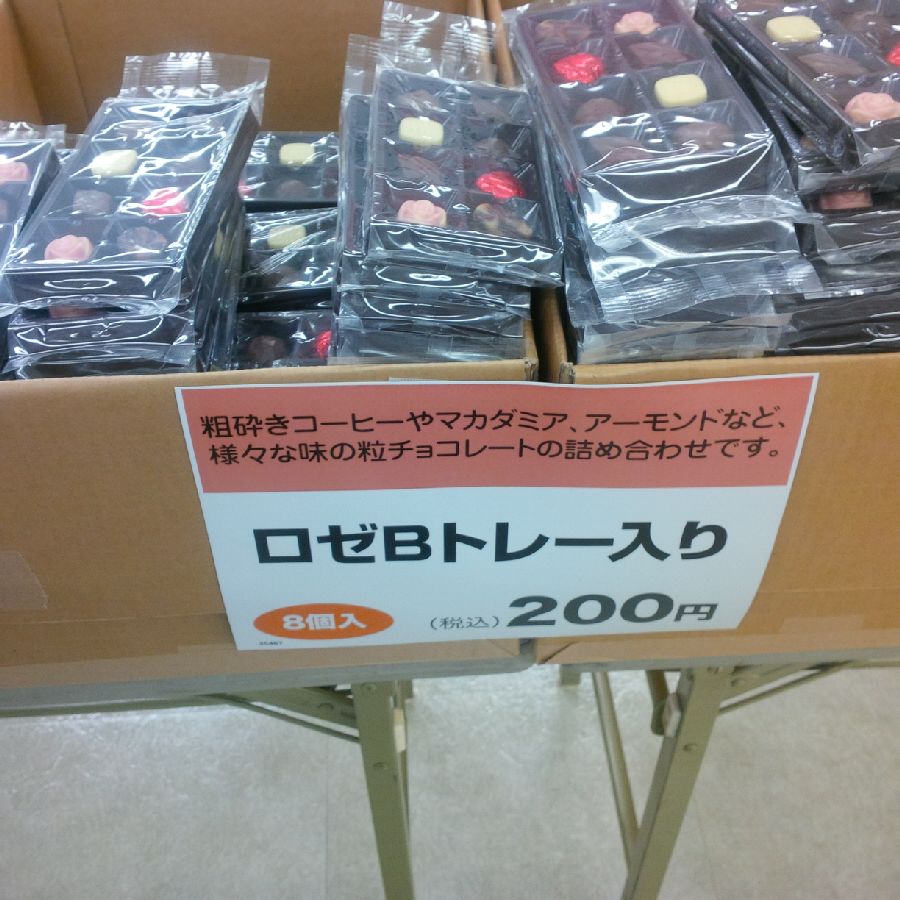 粗砕きコーヒーやマカダミア、アーモンドなど、
様々な味の粒チョコレートの詰め合わせです。
ロゼBトレー入り
8個入
(税込)200円